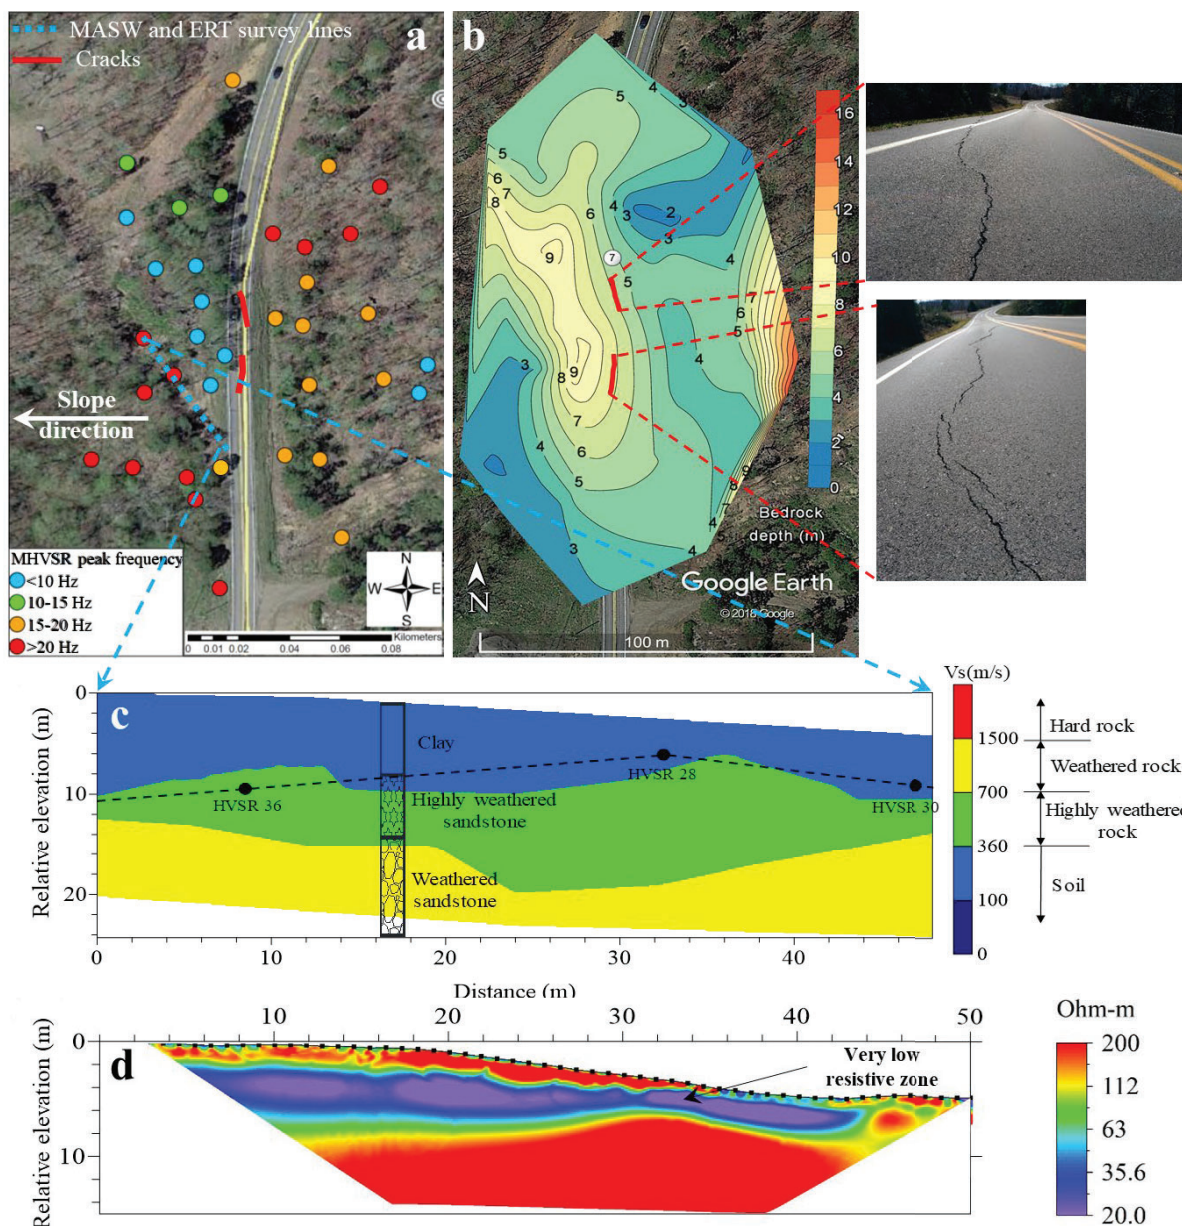 MASW and ERT survey lines
Cracks
a
Slope
direction
MHVSR peak frequency
<10 Hz
10-15 Hz
15-20 Hz
>20 Hz
N
W E
S
Kilometers
0 0.01 0.02 0.04 0.06 0.08
b
5 4 3
5 6 7 8 7
6 4 3 2
3
9
7
5 4
4 7
6
5
3
9
8
4
7
4
6
5
9
8
7
5
4
3 4
16
14
12
10
8
6
4
2
0
Bedrock
depth (m)
N
Google Earth
© 2018 Google
100 m
c
Relative elevation (m)
0
10
20
Clay
HVSR 36
HVSR 28
HVSR 30
Highly weathered
sandstone
Weathered
sandstone
0 10 20 30 40
Distance (m)
Vs(m/s)
1500
700
360
100
0
Hard rock
Weathered rock
Highly weathered
rock
Soil
d
10 20 30 40 50
Relative elevation (m)
0
10
Very low
resistive zone
Ohm-m
200
112
63
35.6
20.0